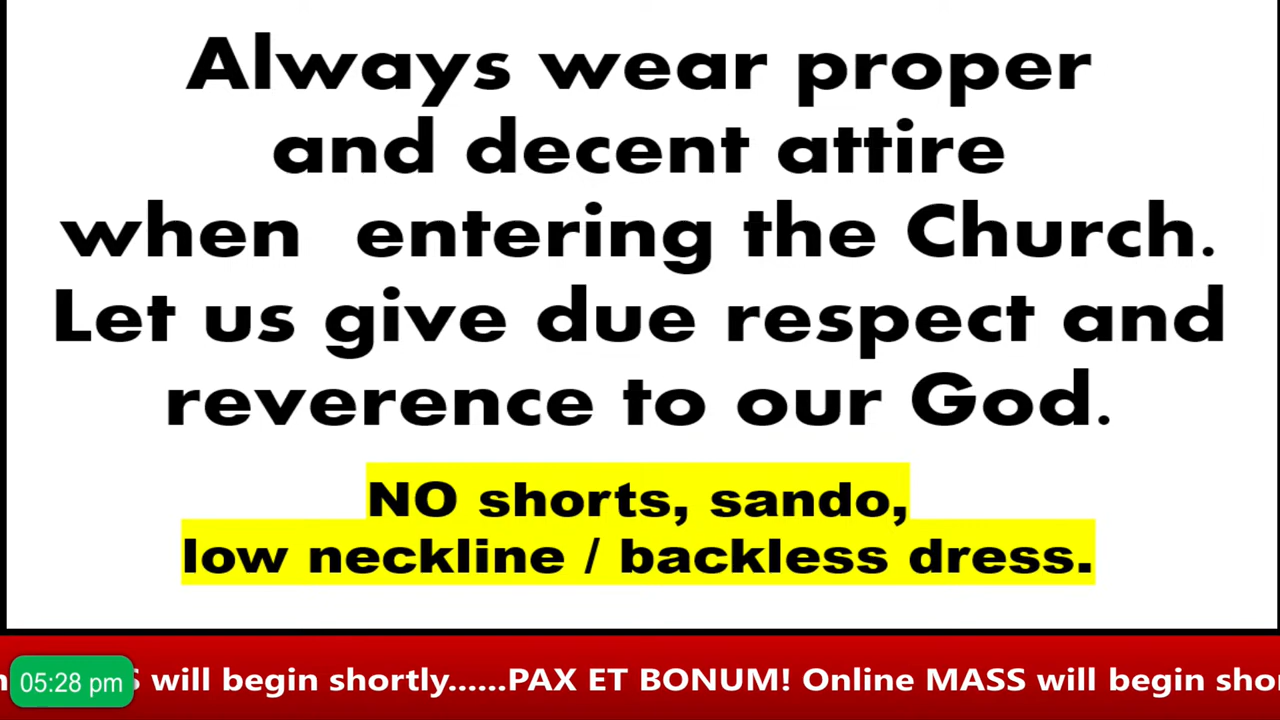 Always wear proper
and decent attire
when entering the Church.
Let us give due respect and
reverence to our God.
NO shorts, sando,
low neckline / backless dress.
05:28 pm
will begin shortly......PAX ET BONUM! Online MASS will begin